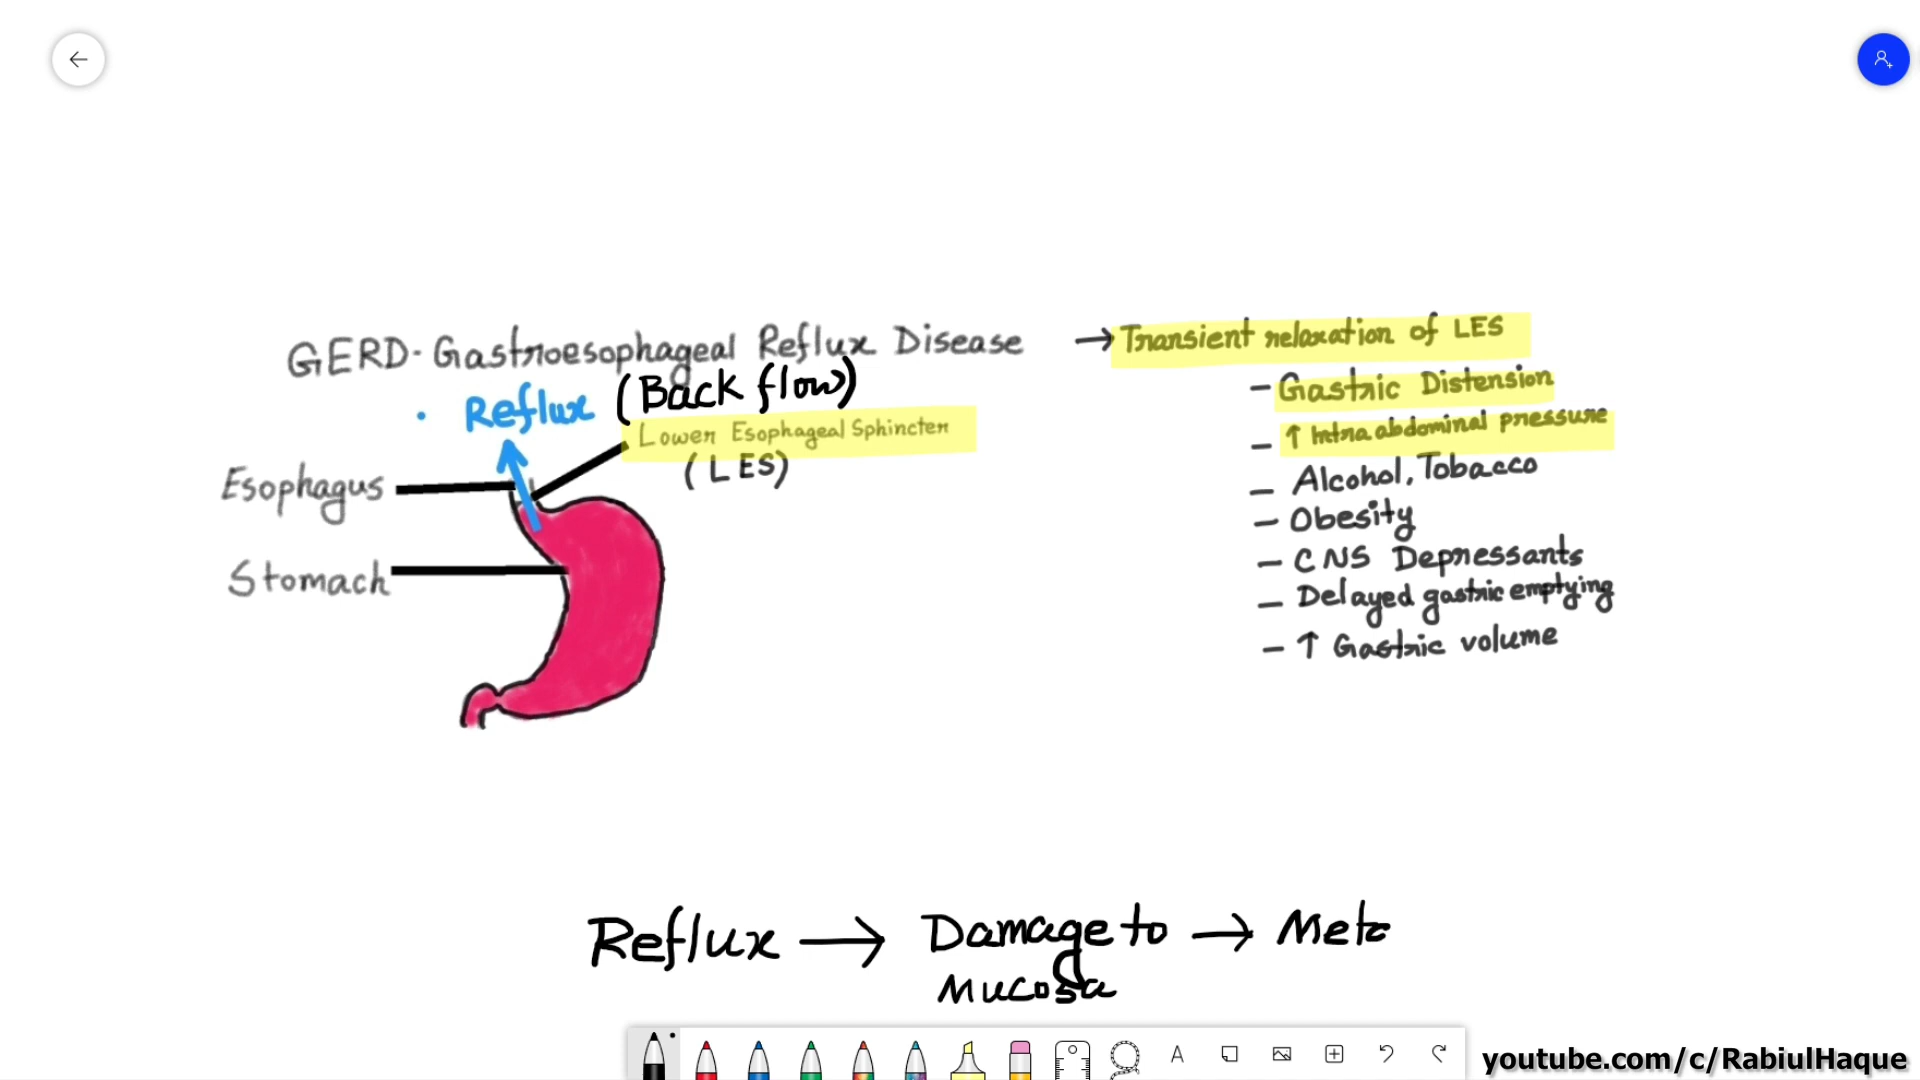 GERD- Gastroesophageal Reflux Disease
Reflux (Back flow)
Lower Esophageal Sphincter
(LES)
Esophagus
Stomach
→ Transient relaxation of LES
- Gastric Distension
- ↑ Intra abdominal pressure
- Alcohol, Tobacco
- Obesity
- CNS Depressants
- Delayed gastric emptying
- ↑ Gastric volume
Reflux → Damage to → Meta
Mucosa
youtube.com/c/RabiulHaque